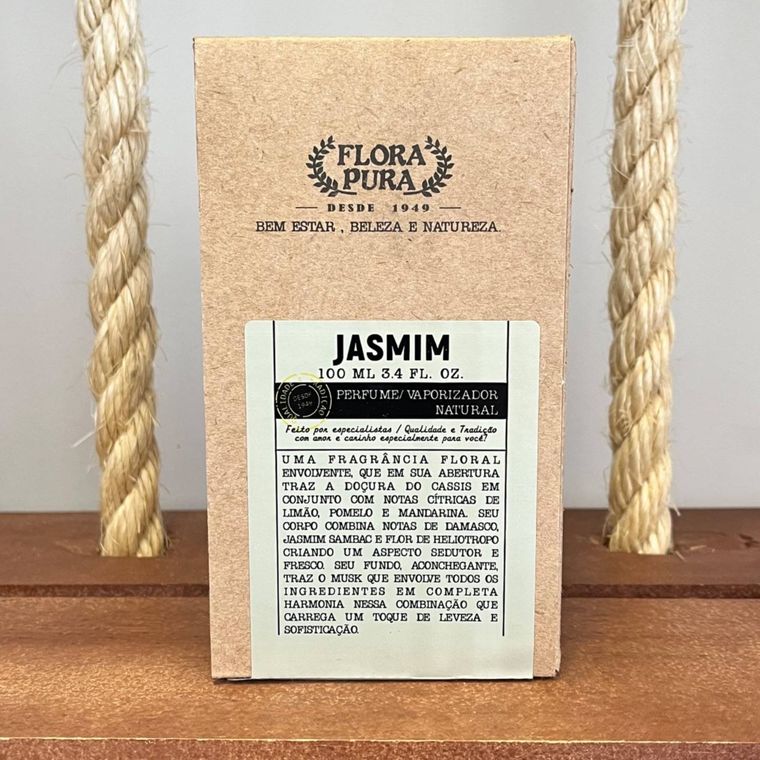 FLORA
PURA
DESDE 1949
BEM ESTAR , BELEZA E NATUREZA.
JASMIM
100 ML 3.4 FL. OZ.
PERFUME/ VAPORIZADOR
NATURAL
QUALIDADE TRADIÇÃO
DESDE
1949
Feito por especialistas / Qualidade e Tradição
com amor e carinho especialmente para você?
UMA FRAGRÂNCIA FLORAL
ENVOLVENTE, QUE EM SUA ABERTURA
TRAZ A DOÇURA DO CASSIS EM
CONJUNTO COM NOTAS CÍTRICAS DE
LIMÃO, POMELO E MANDARINA. SEU
CORPO COMBINA NOTAS DE DAMASCO,
JASMIM SAMBAC E FLOR DE HELIOTROPO
CRIANDO UM ASPECTO SEDUTOR E
FRESCO. SEU FUNDO, ACONCHEGANTE,
TRAZ O MUSK QUE ENVOLVE TODOS OS
INGREDIENTES EM COMPLETA
HARMONIA NESSA COMBINAÇÃO QUE
CARREGA UM TOQUE DE LEVEZA E
SOFISTICAÇÃO.